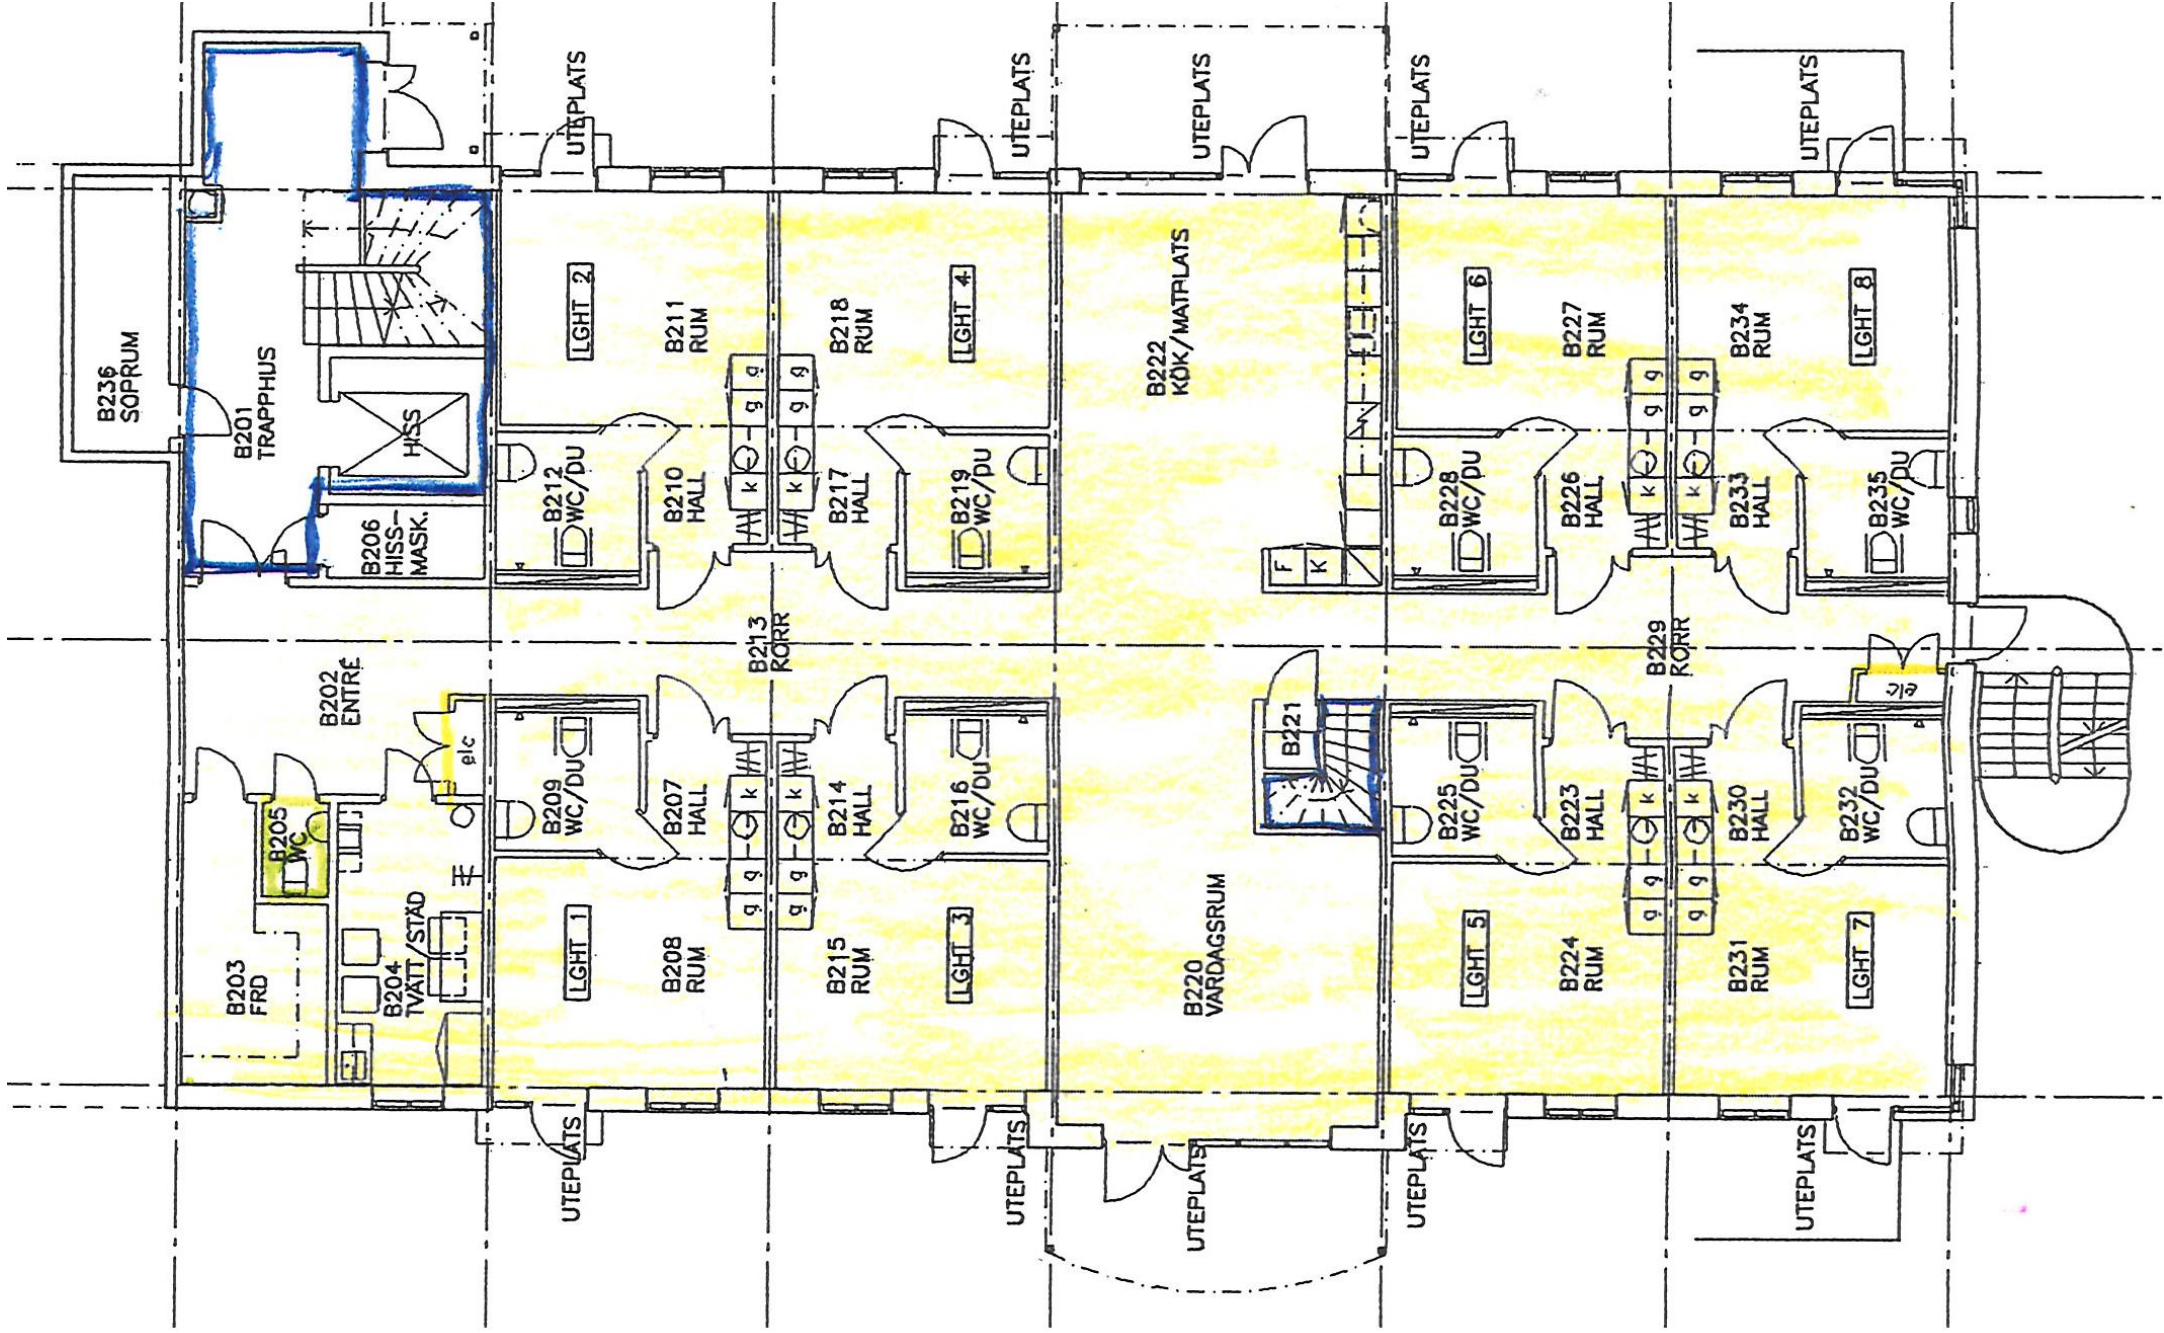 UTEPLATS
UTEPLATS
UTEPLATS
UTEPLATS
UTEPLATS
B236
SOPRUM
B201
TRAPPHUS
HISS
B206
HISS-
MASK.
LGHT 2
B211
RUM
B218
RUM
LGHT 4
B222
KÖK/MATPLATS
LGHT 6
B227
RUM
B234
RUM
LGHT 8
g
g
g
g
g
g
g
g
B212
WC/DU
B210
HALL
k
k
B217
HALL
B219
WC/DU
F
K
B228
WC/DU
B226
HALL
k
k
B233
HALL
B235
WC/DU
B202
ENTRÉ
B213
KORR
B229
KORR
elc
elc
B221
B205
WC
B209
WC/DU
B207
HALL
k
k
B214
HALL
B216
WC/DU
B225
WC/DU
B223
HALL
k
k
B230
HALL
B232
WC/DU
g
g
g
g
g
g
g
g
B203
FRD
B204
TVÄTT/STÄD
LGHT 1
B208
RUM
B215
RUM
LGHT 3
B220
VARDAGSRUM
LGHT 5
B224
RUM
B231
RUM
LGHT 7
UTEPLATS
UTEPLATS
UTEPLATS
UTEPLATS
UTEPLATS